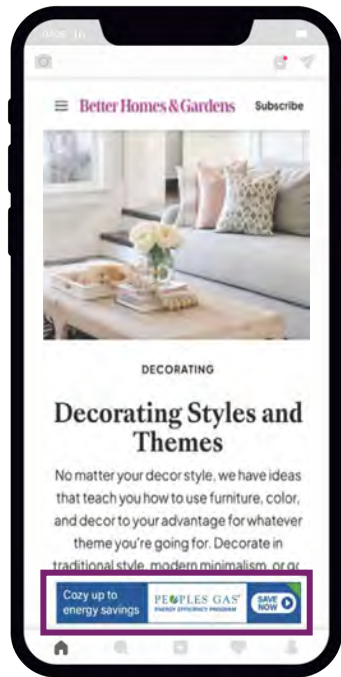 Better Homes & Gardens
Subscribe
DECORATING
Decorating Styles and
Themes
No matter your decor style, we have ideas
that teach you how to use furniture, color,
and decor to your advantage for whatever
theme you're going for. Decorate in
traditional style, modern minimalism, or
Cozy up to
energy savings
PEOPLES GAS®
ENERGY EFFICIENCY PROGRAM
SAVE
NOW